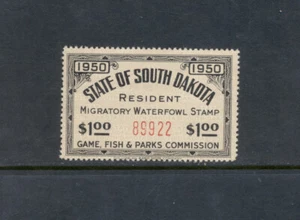 1950 1950
STATE OF SOUTH DAKOTA
RESIDENT
MIGRATORY WATERFOWL STAMP
$1.00 89922 $1.00
GAME, FISH & PARKS COMMISSION